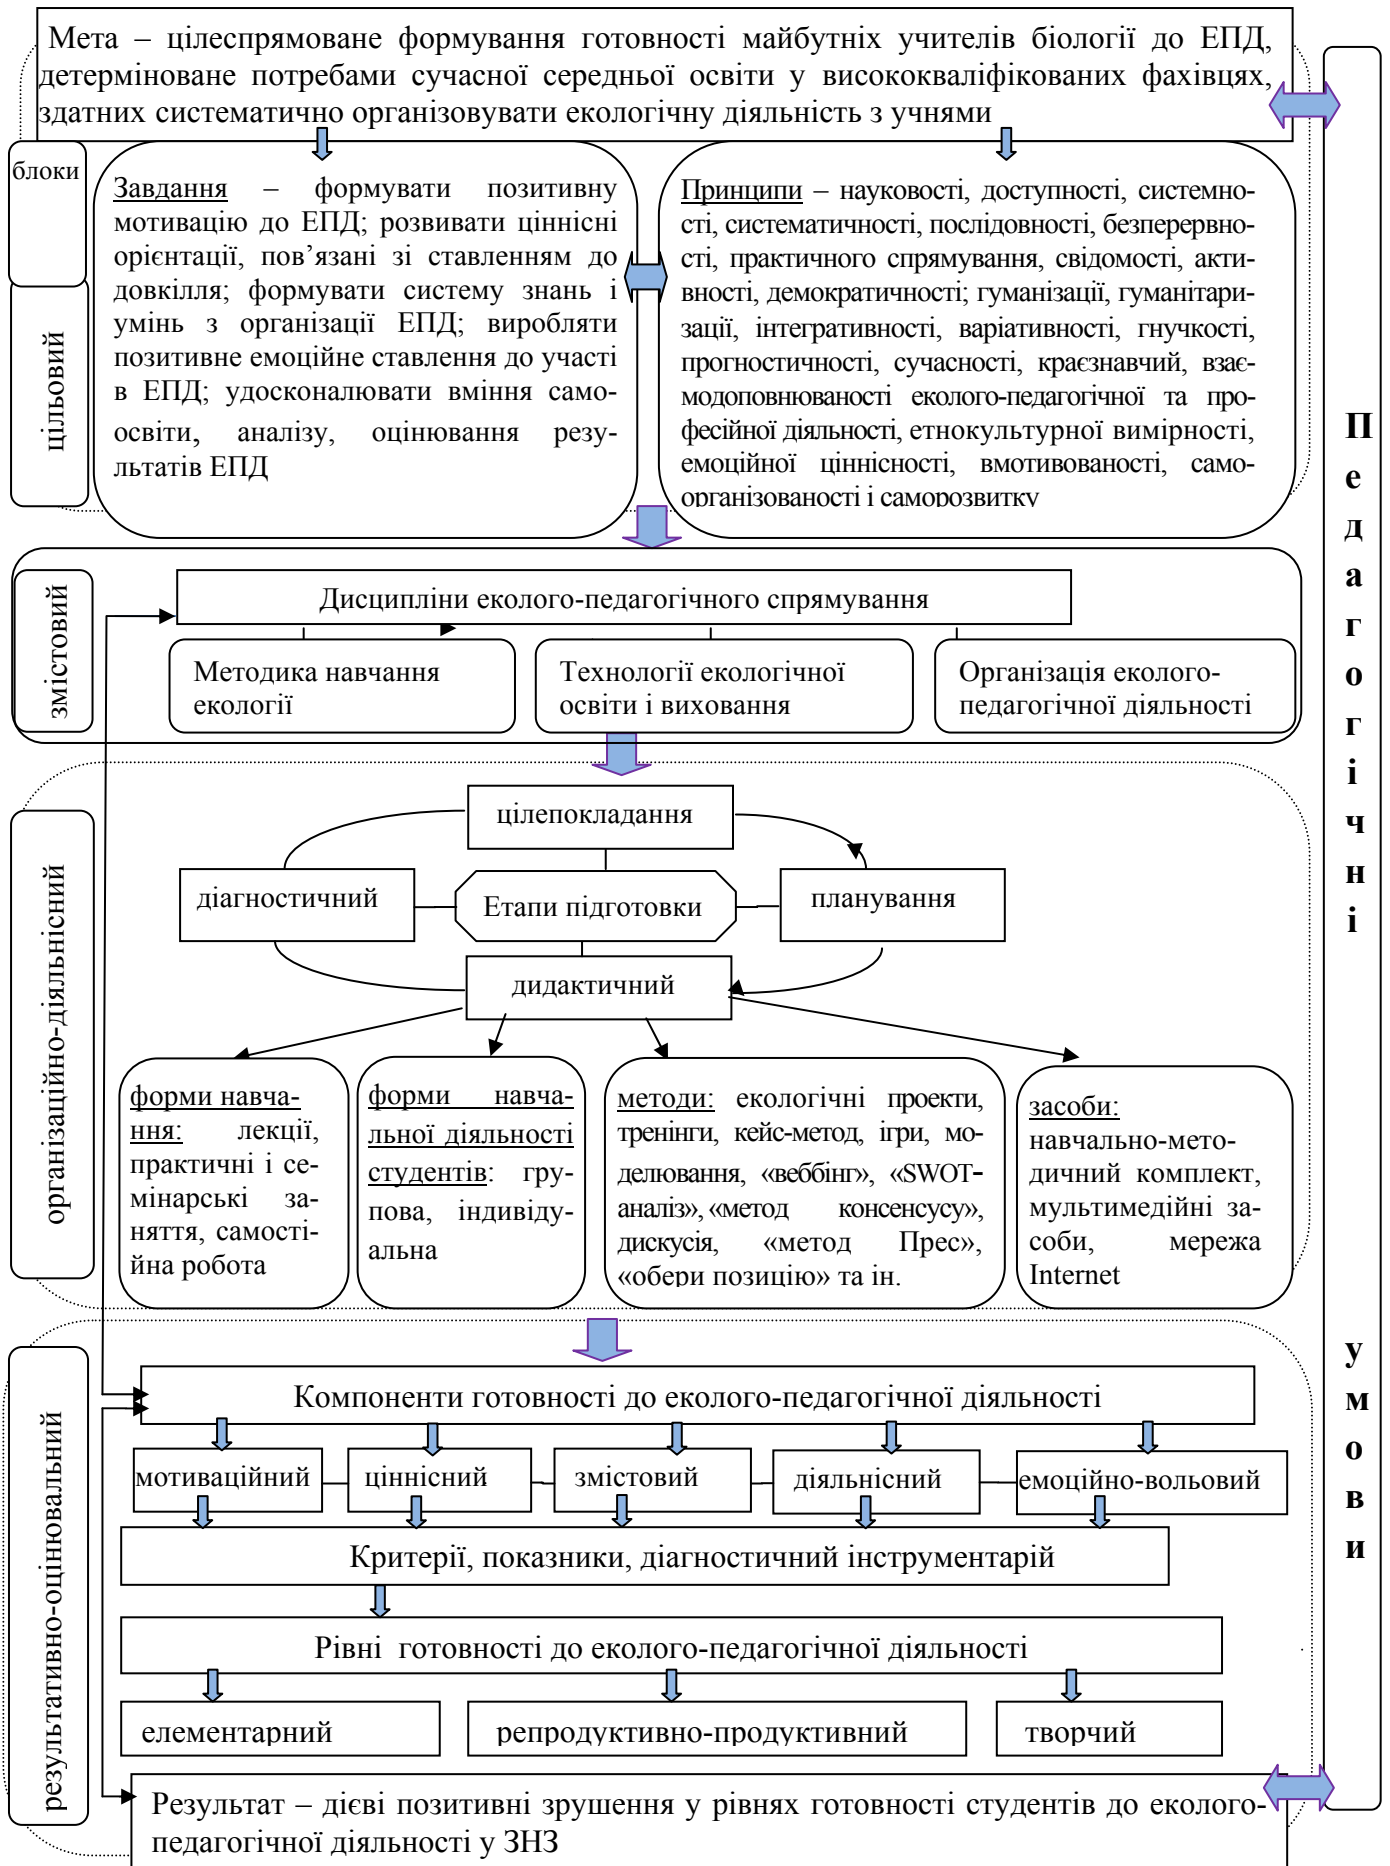 Мета – цілеспрямоване формування готовності майбутніх учителів біології до ЕПД,
детерміноване потребами сучасної середньої освіти у висококваліфікованих фахівцях,
здатних систематично організовувати екологічну діяльність з учнями
блоки
цільовий
Завдання – формувати позитивну
мотивацію до ЕПД; розвивати ціннісні
орієнтації, пов’язані зі ставленням до
довкілля; формувати систему знань і
умінь з організації ЕПД; виробляти
позитивне емоційне ставлення до участі
в ЕПД; удосконалювати вміння само-
освіти, аналізу, оцінювання резу-
льтатів ЕПД
Принципи – науковості, доступності, системно-
сті, систематичності, послідовності, безперервно-
сті, практичного спрямування, свідомості, акти-
вності, демократичності; гуманізації, гуманітари-
зації, інтегративності, варіативності, гнучкості,
прогностичності, сучасності, краєзнавчий, взає-
модоповнюваності еколого-педагогічної та про-
фесійної діяльності, етнокультурної вимірності,
емоційної ціннісності, вмотивованості, само-
організованості і саморозвитку
змістовий
Дисципліни еколого-педагогічного спрямування
Методика навчання
екології
Технології екологічної
освіти і виховання
Організація еколого-
педагогічної діяльності
організаційно-діяльнісний
цілепокладання
діагностичний
Етапи підготовки
планування
дидактичний
форми навча-
ння: лекції,
практичні і се-
мінарські за-
няття, самості-
йна робота
форми навча-
льної діяльності
студентів: гру-
пова, індивіду-
альна
методи: екологічні проекти,
тренінги, кейс-метод, ігри, мо-
делювання, «веббінг», «SWOT-
аналіз», «метод консенсусу»,
дискусія, «метод Прес»,
«обери позицію» та ін.
засоби:
навчально-мето-
дичний комплект,
мультимедійні за-
соби, мережа
Internet
результативно-оцінювальний
Компоненти готовності до еколого-педагогічної діяльності
мотиваційний
ціннісний
змістовий
діяльнісний
емоційно-вольовий
Критерії, показники, діагностичний інструментарій
Рівні готовності до еколого-педагогічної діяльності
елементарний
репродуктивно-продуктивний
творчий
Результат – дієві позитивні зрушення у рівнях готовності студентів до еколого-
педагогічної діяльності у ЗНЗ
Педагогічні
умови